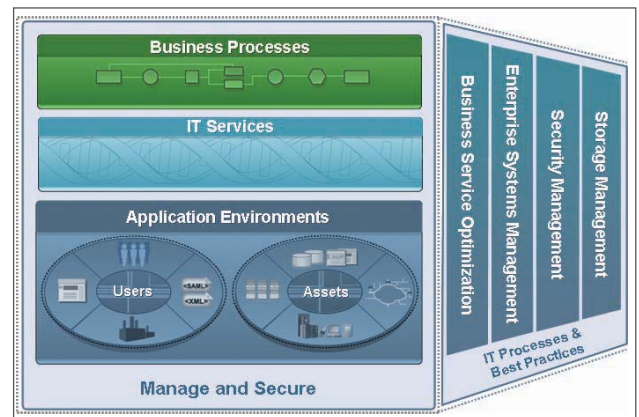 Business Processes
IT Services
Application Environments
Users
<SAML>
<XML>
Assets
Manage and Secure
Business Service Optimization
Enterprise Systems Management
Security Management
Storage Management
IT Processes &
Best Practices